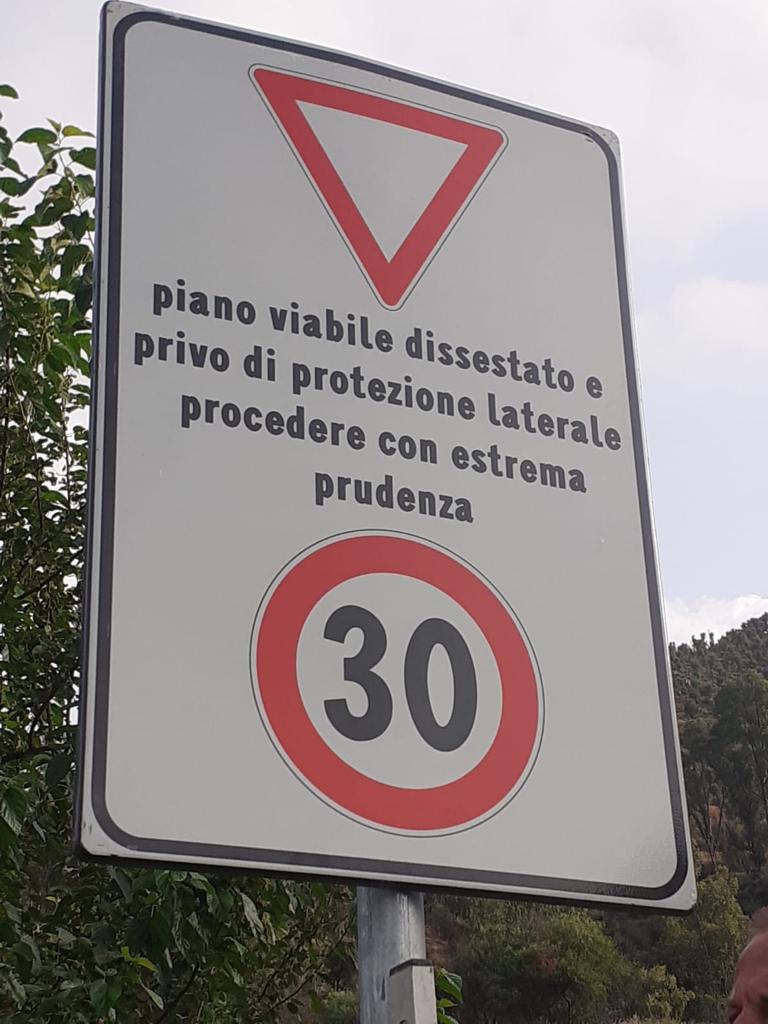 piano viabile dissestato e
privo di protezione laterale
procedere con estrema
prudenza
30